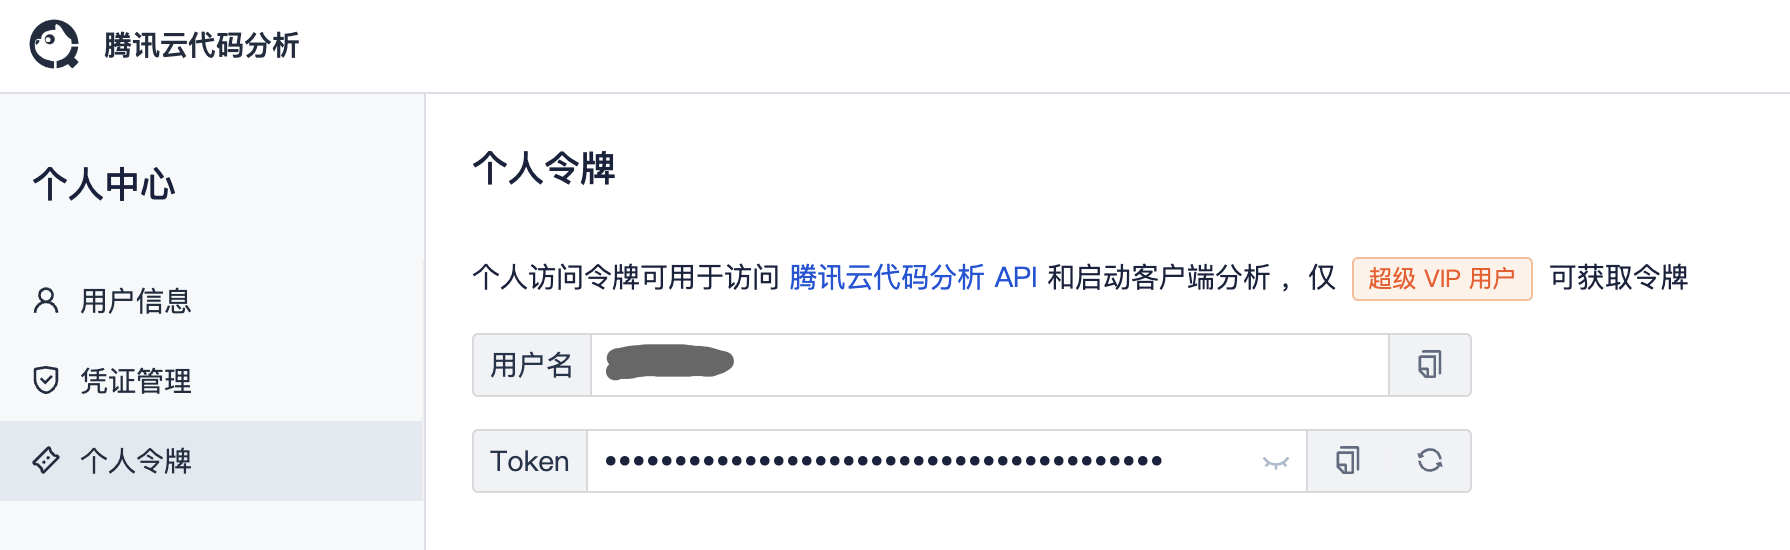 腾讯云代码分析
个人中心
用户信息
凭证管理
个人令牌
个人令牌
个人访问令牌可用于访问 腾讯云代码分析 API 和启动客户端分析，仅 超级 VIP 用户 可获取令牌
用户名
Token